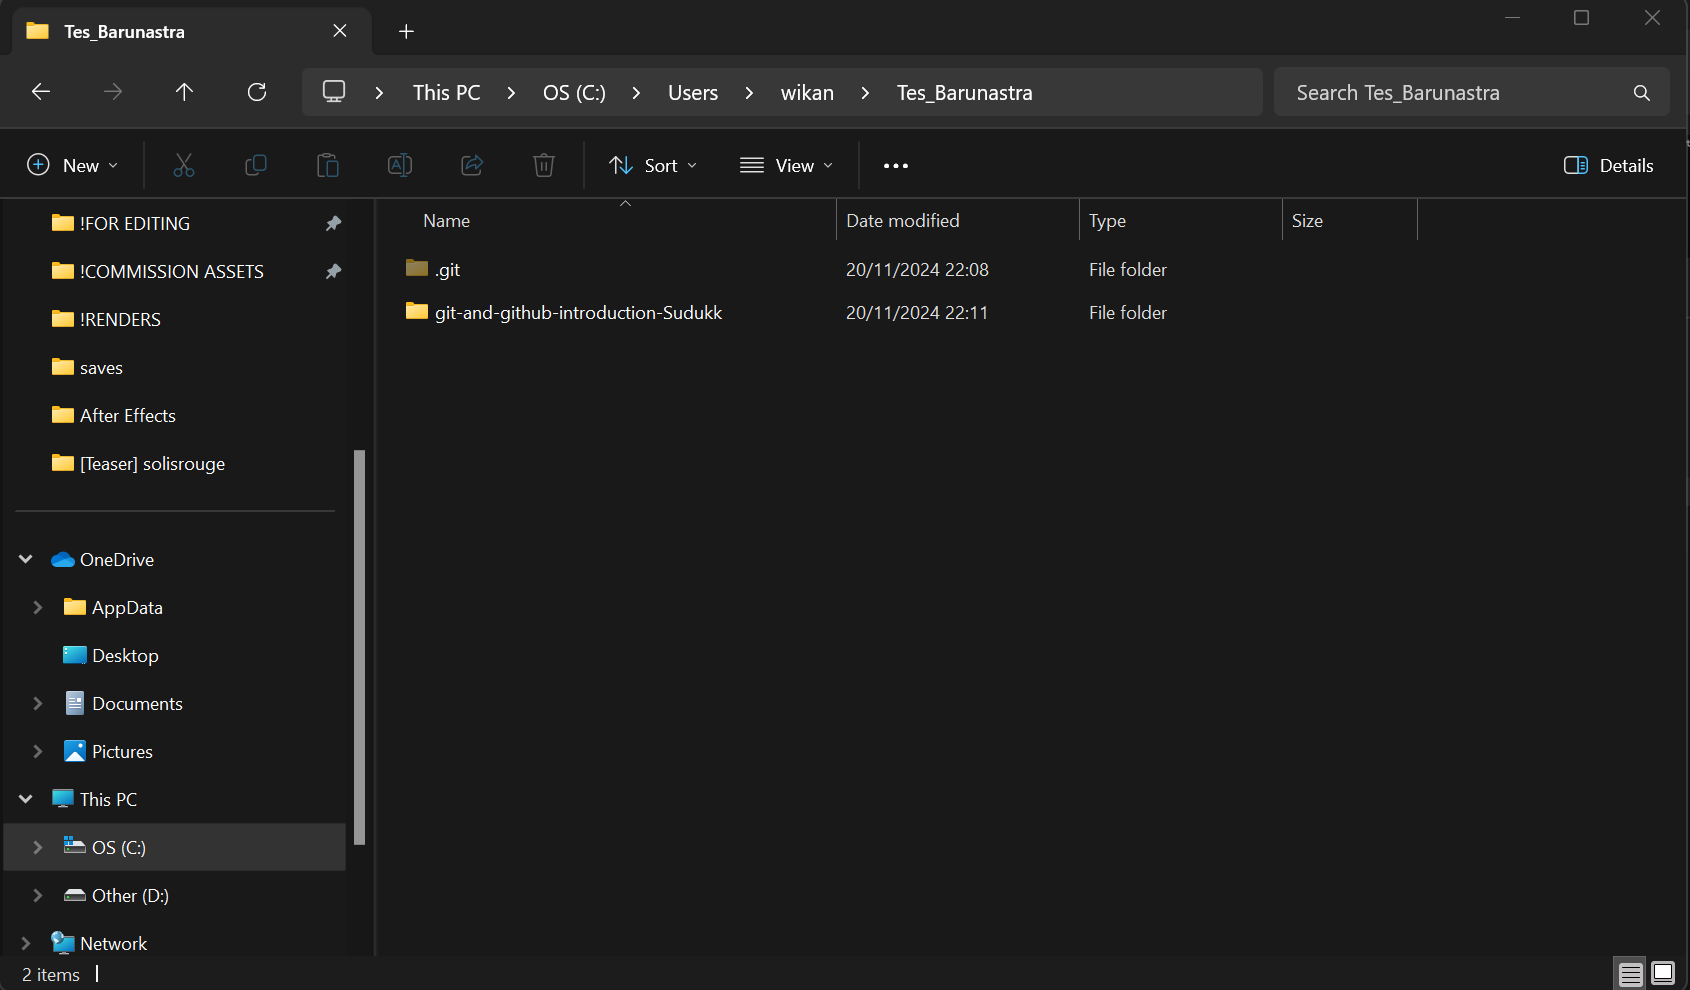 Tes_Barunastra
This PC OS (C:) Users wikan Tes_Barunastra
Search Tes_Barunastra
New Sort View Details
!FOR EDITING
!COMMISSION ASSETS
!RENDERS
saves
After Effects
[Teaser] solisrouge
OneDrive
AppData
Desktop
Documents
Pictures
This PC
OS (C:)
Other (D:)
Network
Name Date modified Type Size
.git 20/11/2024 22:08 File folder
git-and-github-introduction-Sudukk 20/11/2024 22:11 File folder
2 items